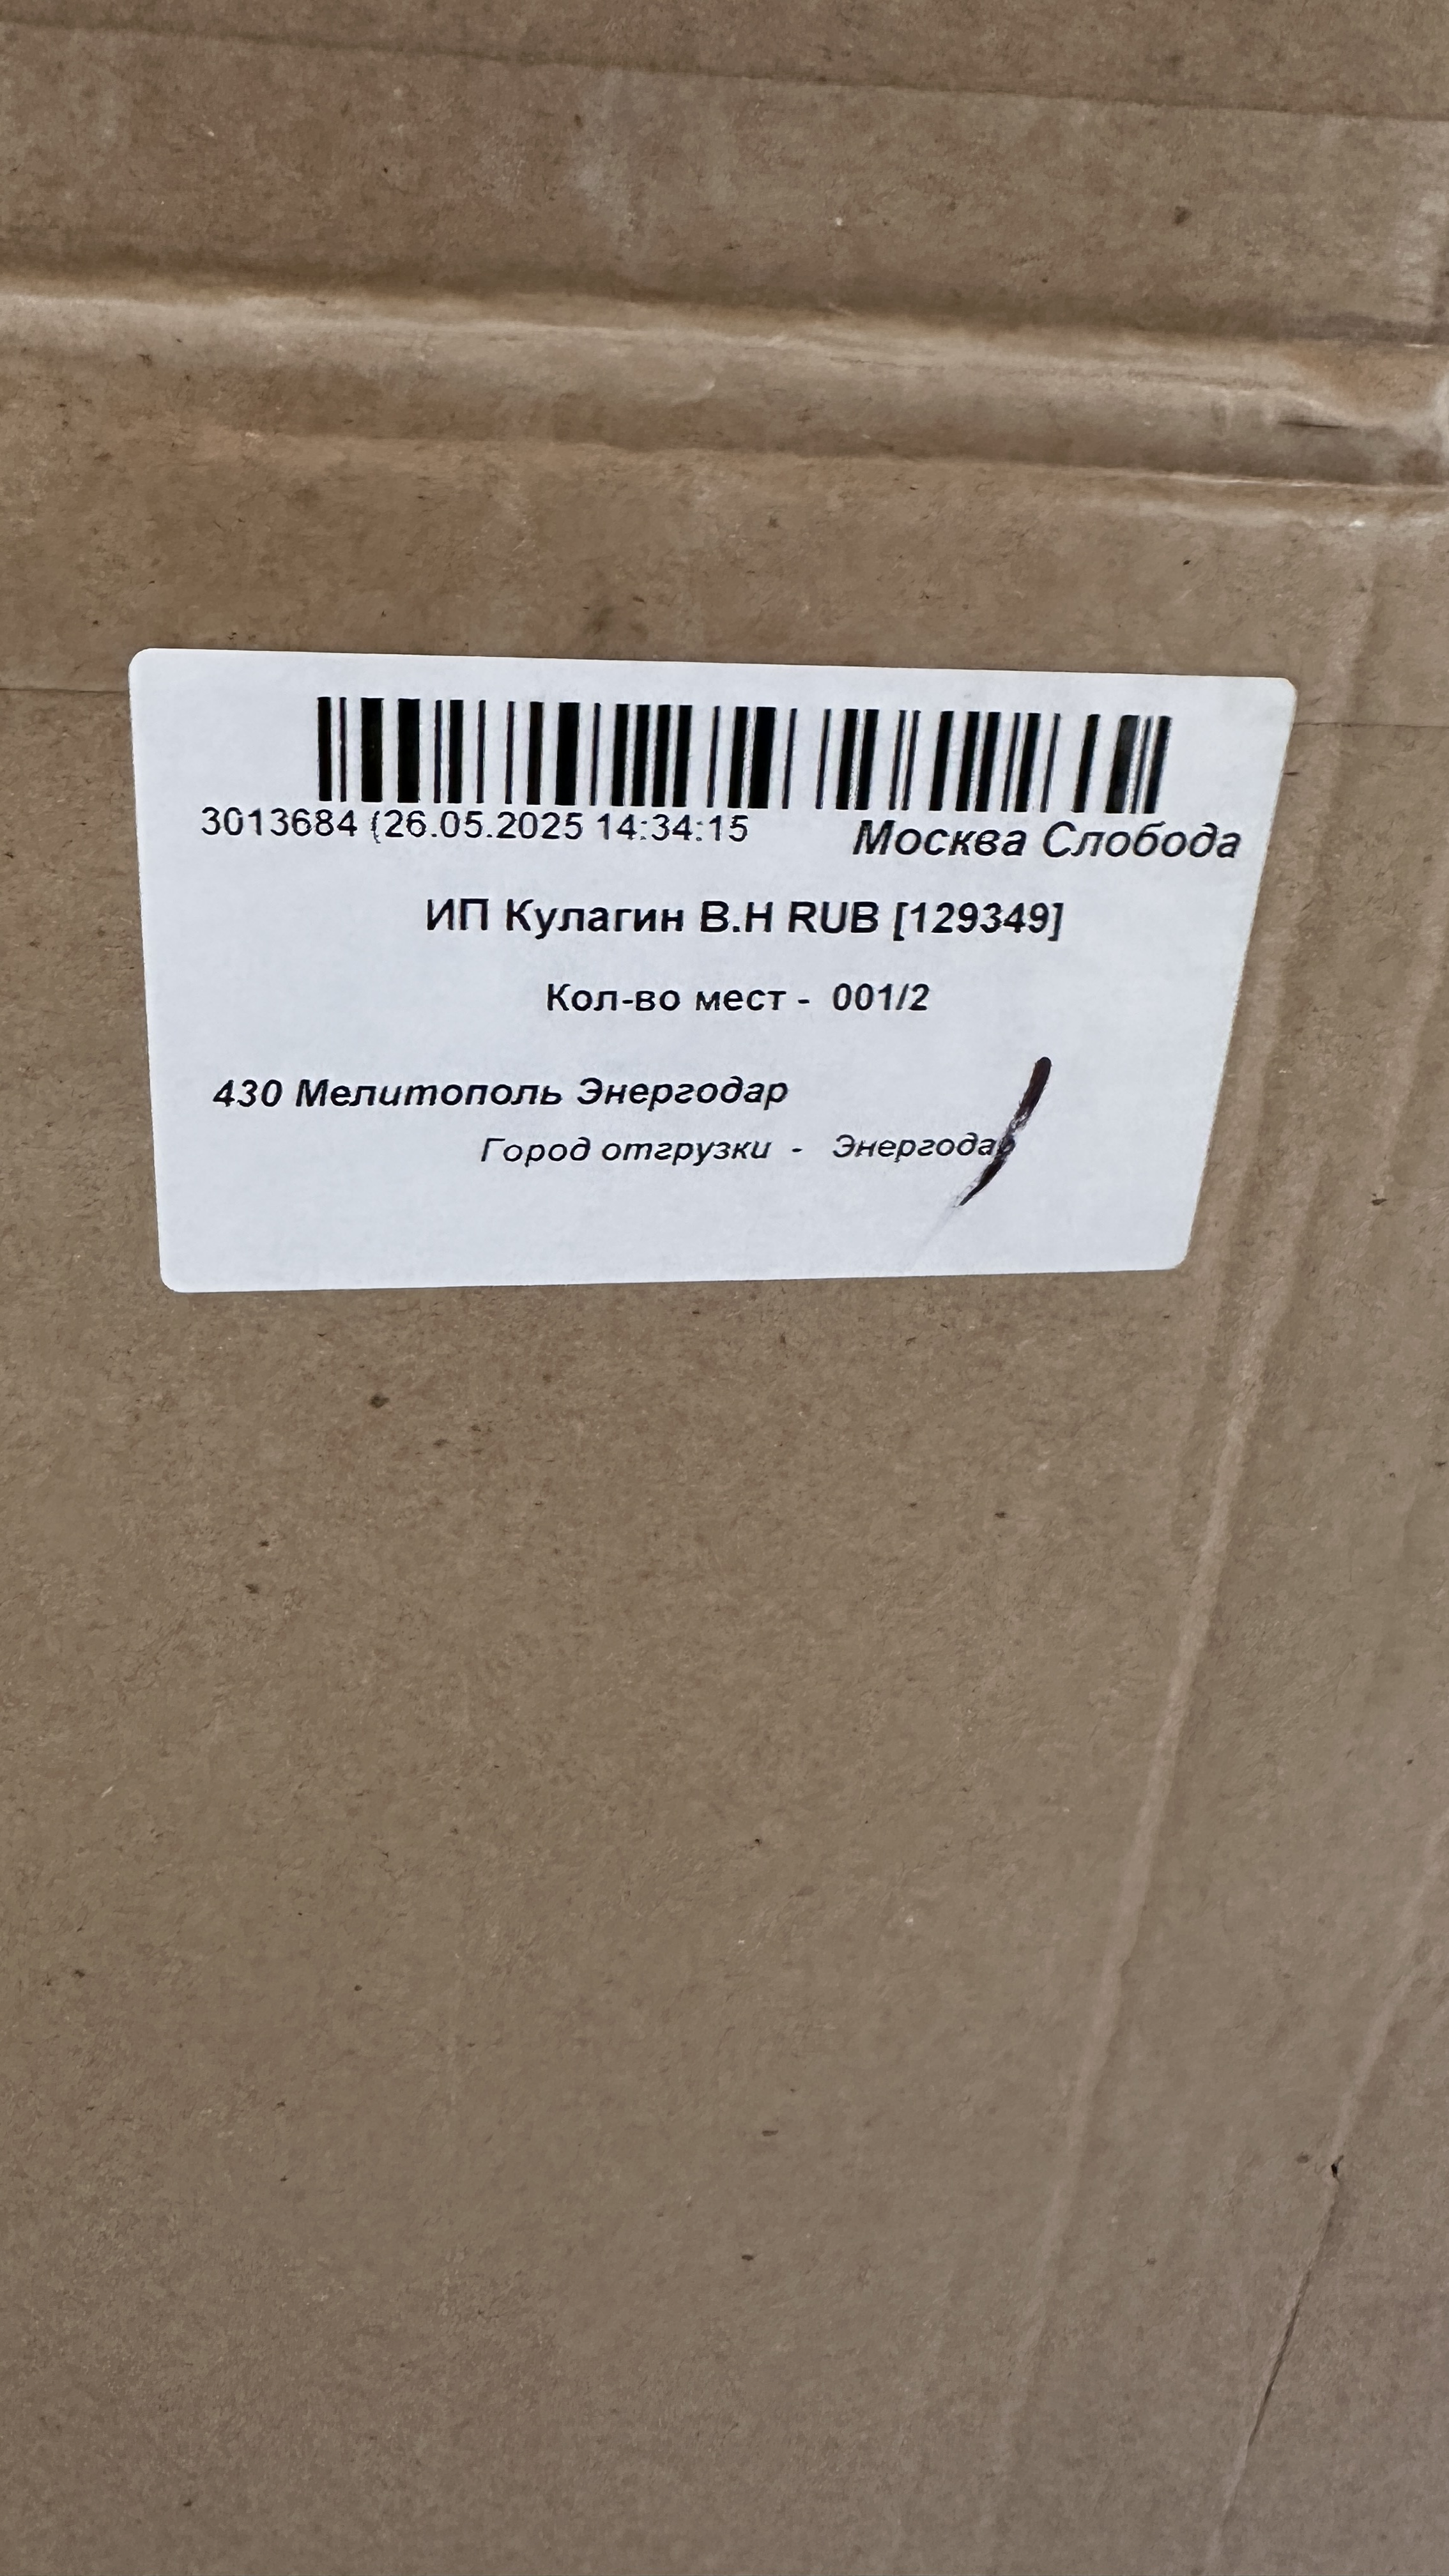 3013684 (26.05.2025 14:34:15
Москва Слобода
ИП Кулагин В.Н RUB [129349]
Кол-во мест - 001/2
430 Мелитополь Энергодар
Город отгрузки - Энергодар